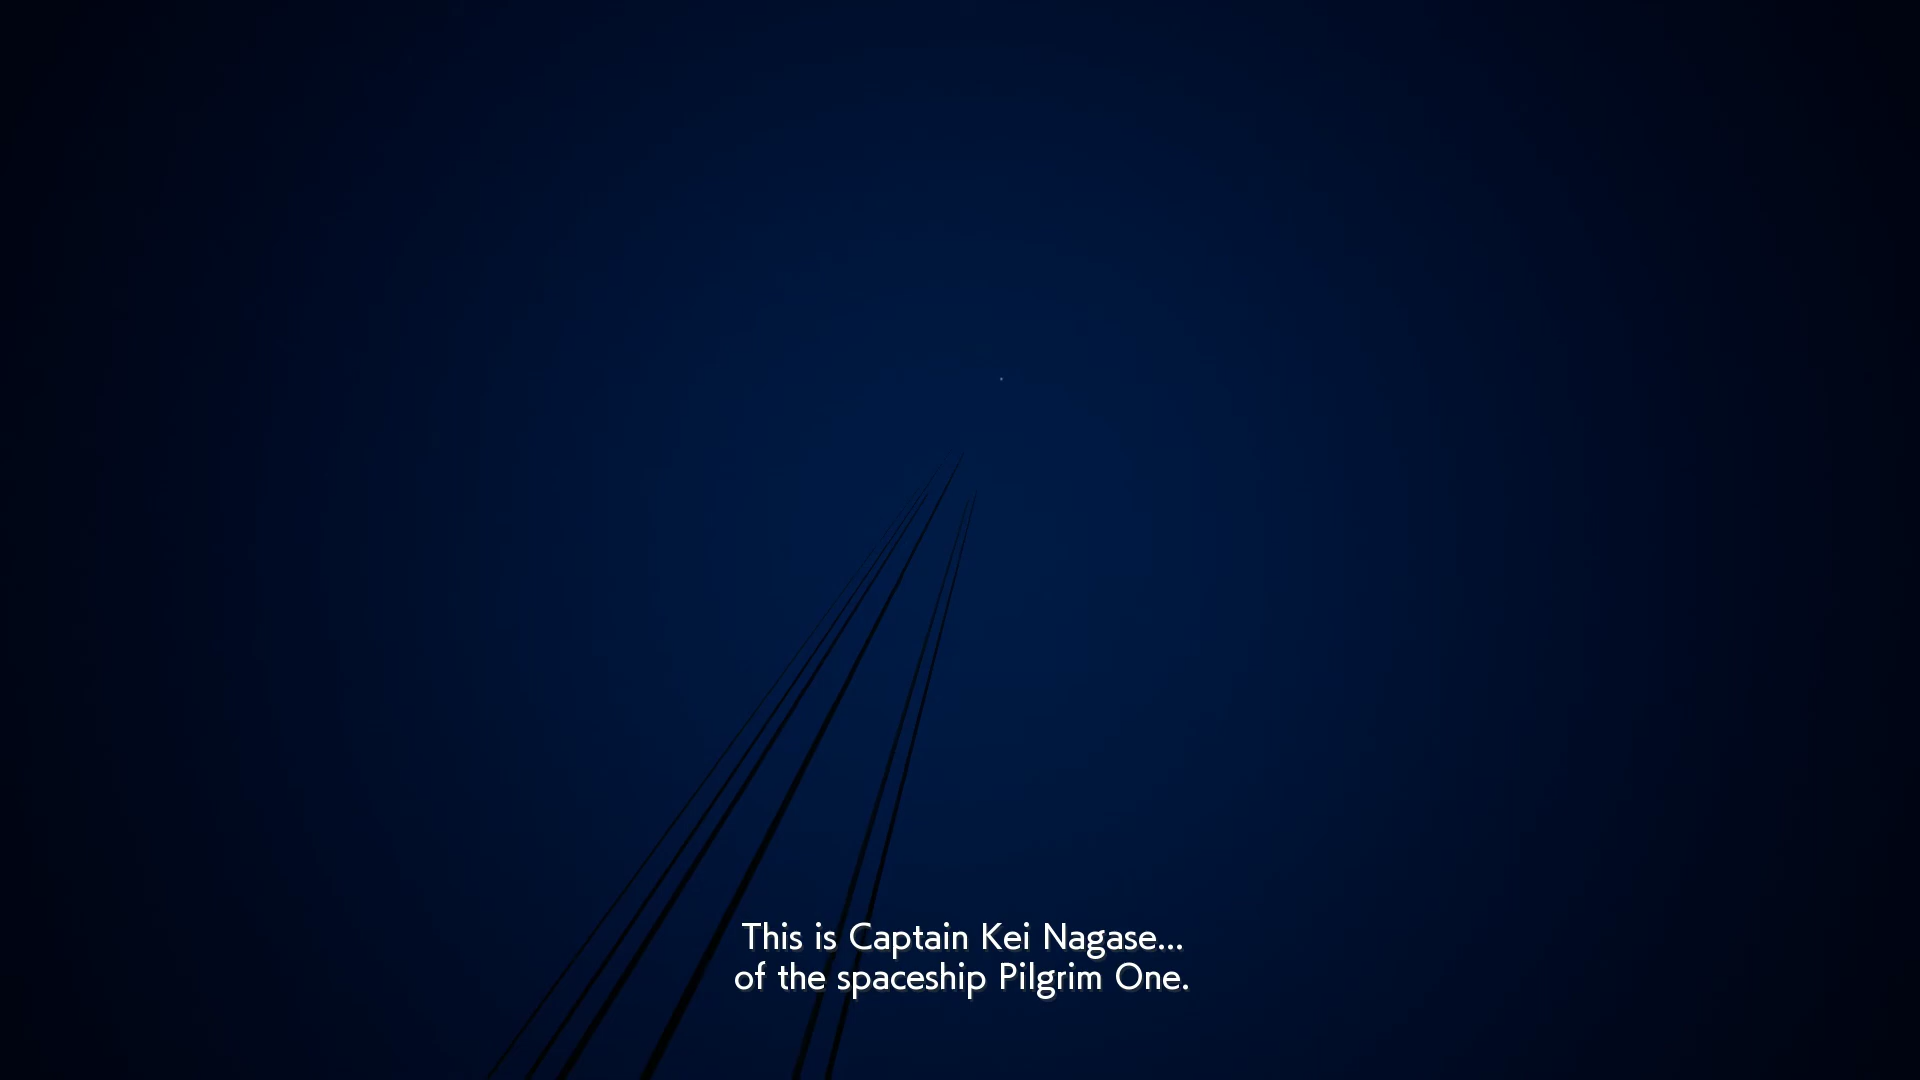 This is Captain Kei Nagase...
of the spaceship Pilgrim One.